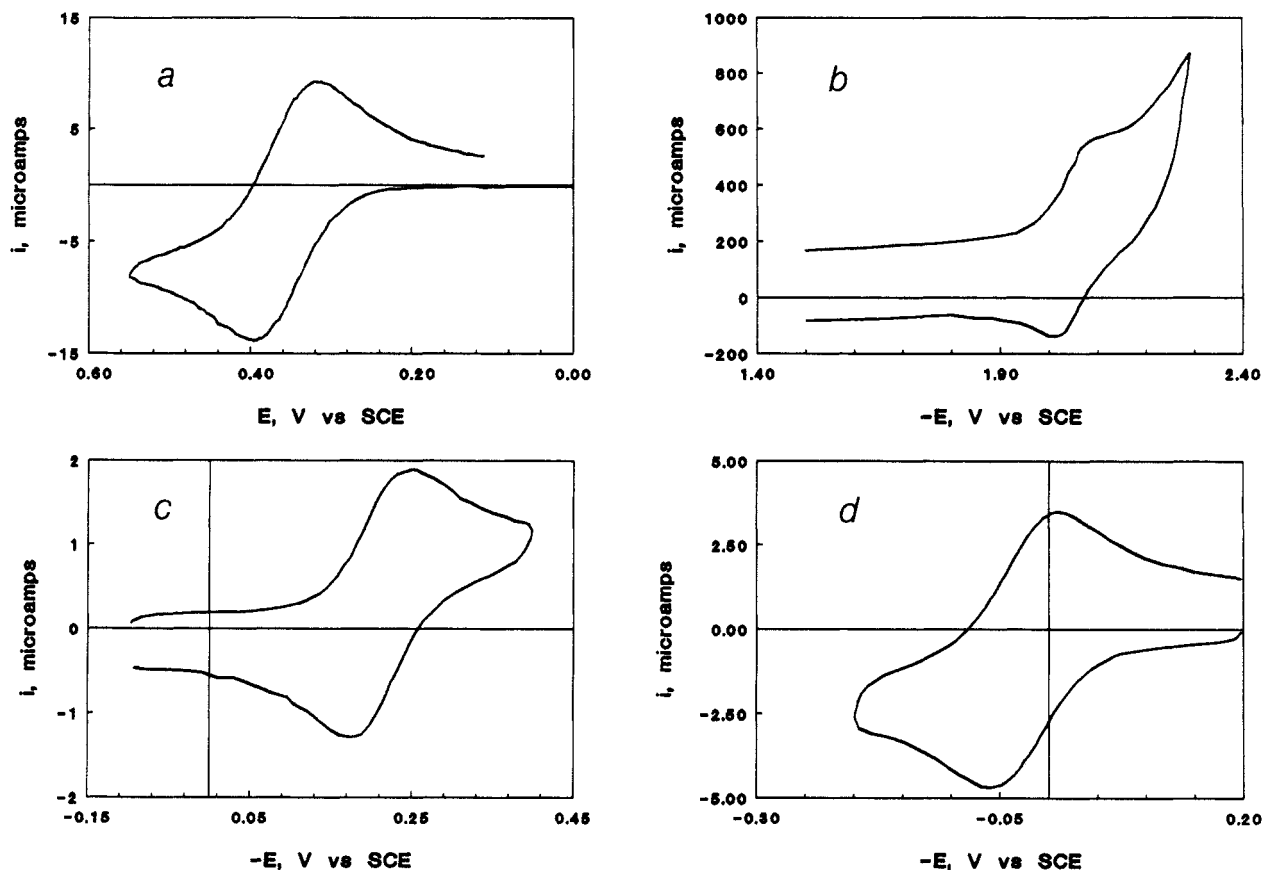 a
15
5
-5
-15
i, microamps
0.60 0.40 0.20 0.00
E, V vs SCE
b
1000
800
600
400
200
0
-200
i, microamps
1.40 1.90 2.40
-E, V vs SCE
c
2
1
0
-1
-2
i, microamps
-0.15 0.05 0.25 0.45
-E, V vs SCE
d
5.00
2.50
0.00
-2.50
-5.00
i, microamps
-0.30 -0.05 0.20
-E, V vs SCE